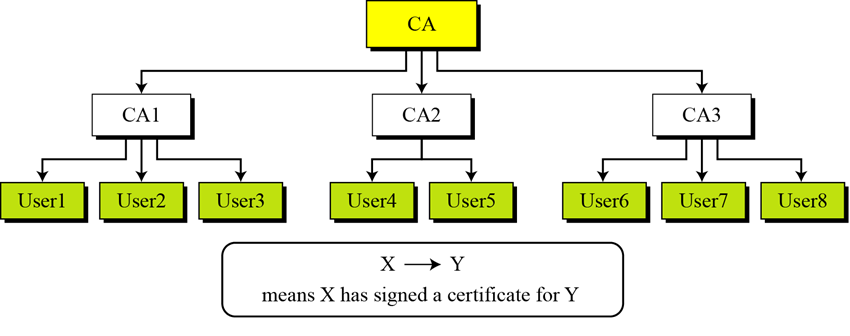 CA
CA1
CA2
CA3
User1
User2
User3
User4
User5
User6
User7
User8
X → Y
means X has signed a certificate for Y